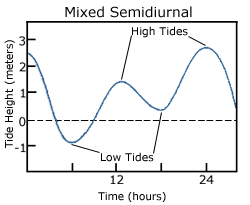 Mixed Semidiurnal
High Tides
Tide Height (meters)
3
2
1
0
-1
Low Tides
12
24
Time (hours)